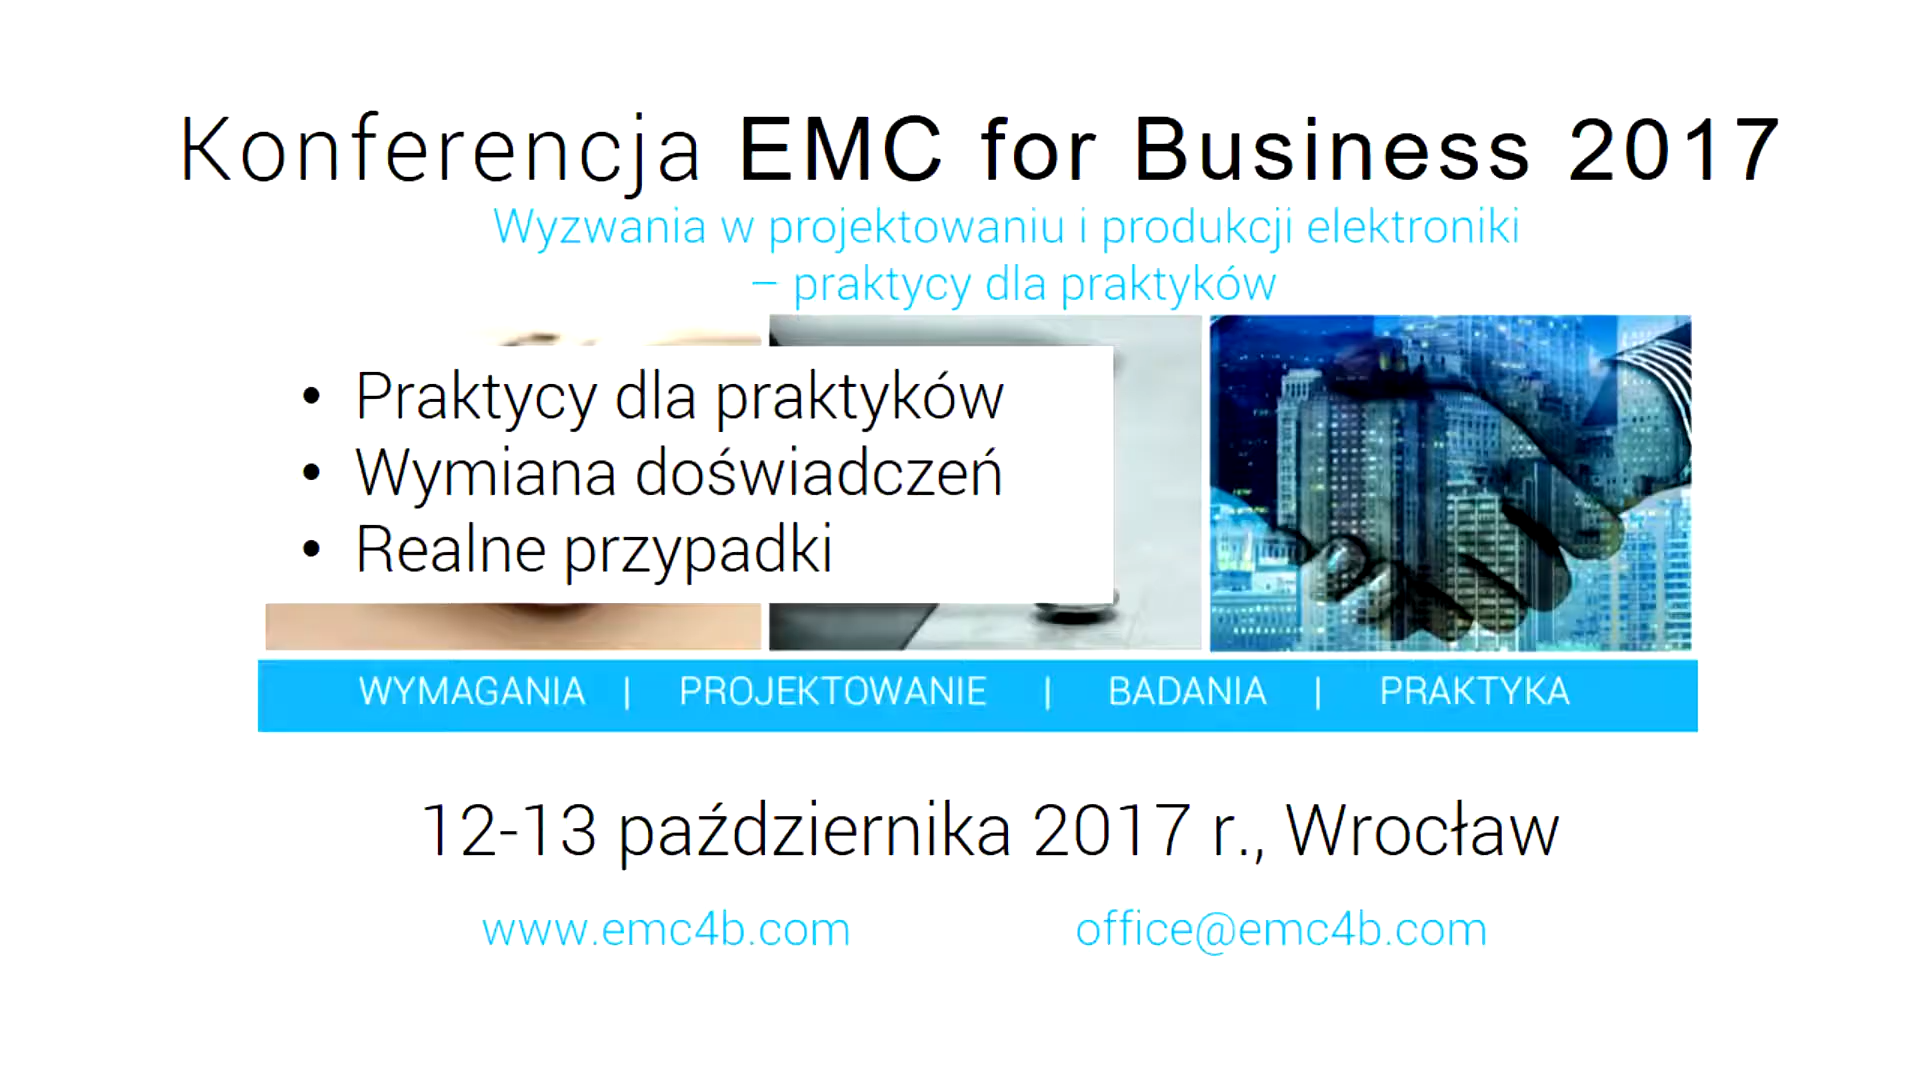 Konferencja EMC for Business 2017
Wyzwania w projektowaniu i produkcji elektroniki
– praktycy dla praktyków
• Praktycy dla praktyków
• Wymiana doświadczeń
• Realne przypadki
WYMAGANIA | PROJEKTOWANIE | BADANIA | PRAKTYKA
12-13 października 2017 r., Wrocław
www.emc4b.com office@emc4b.com